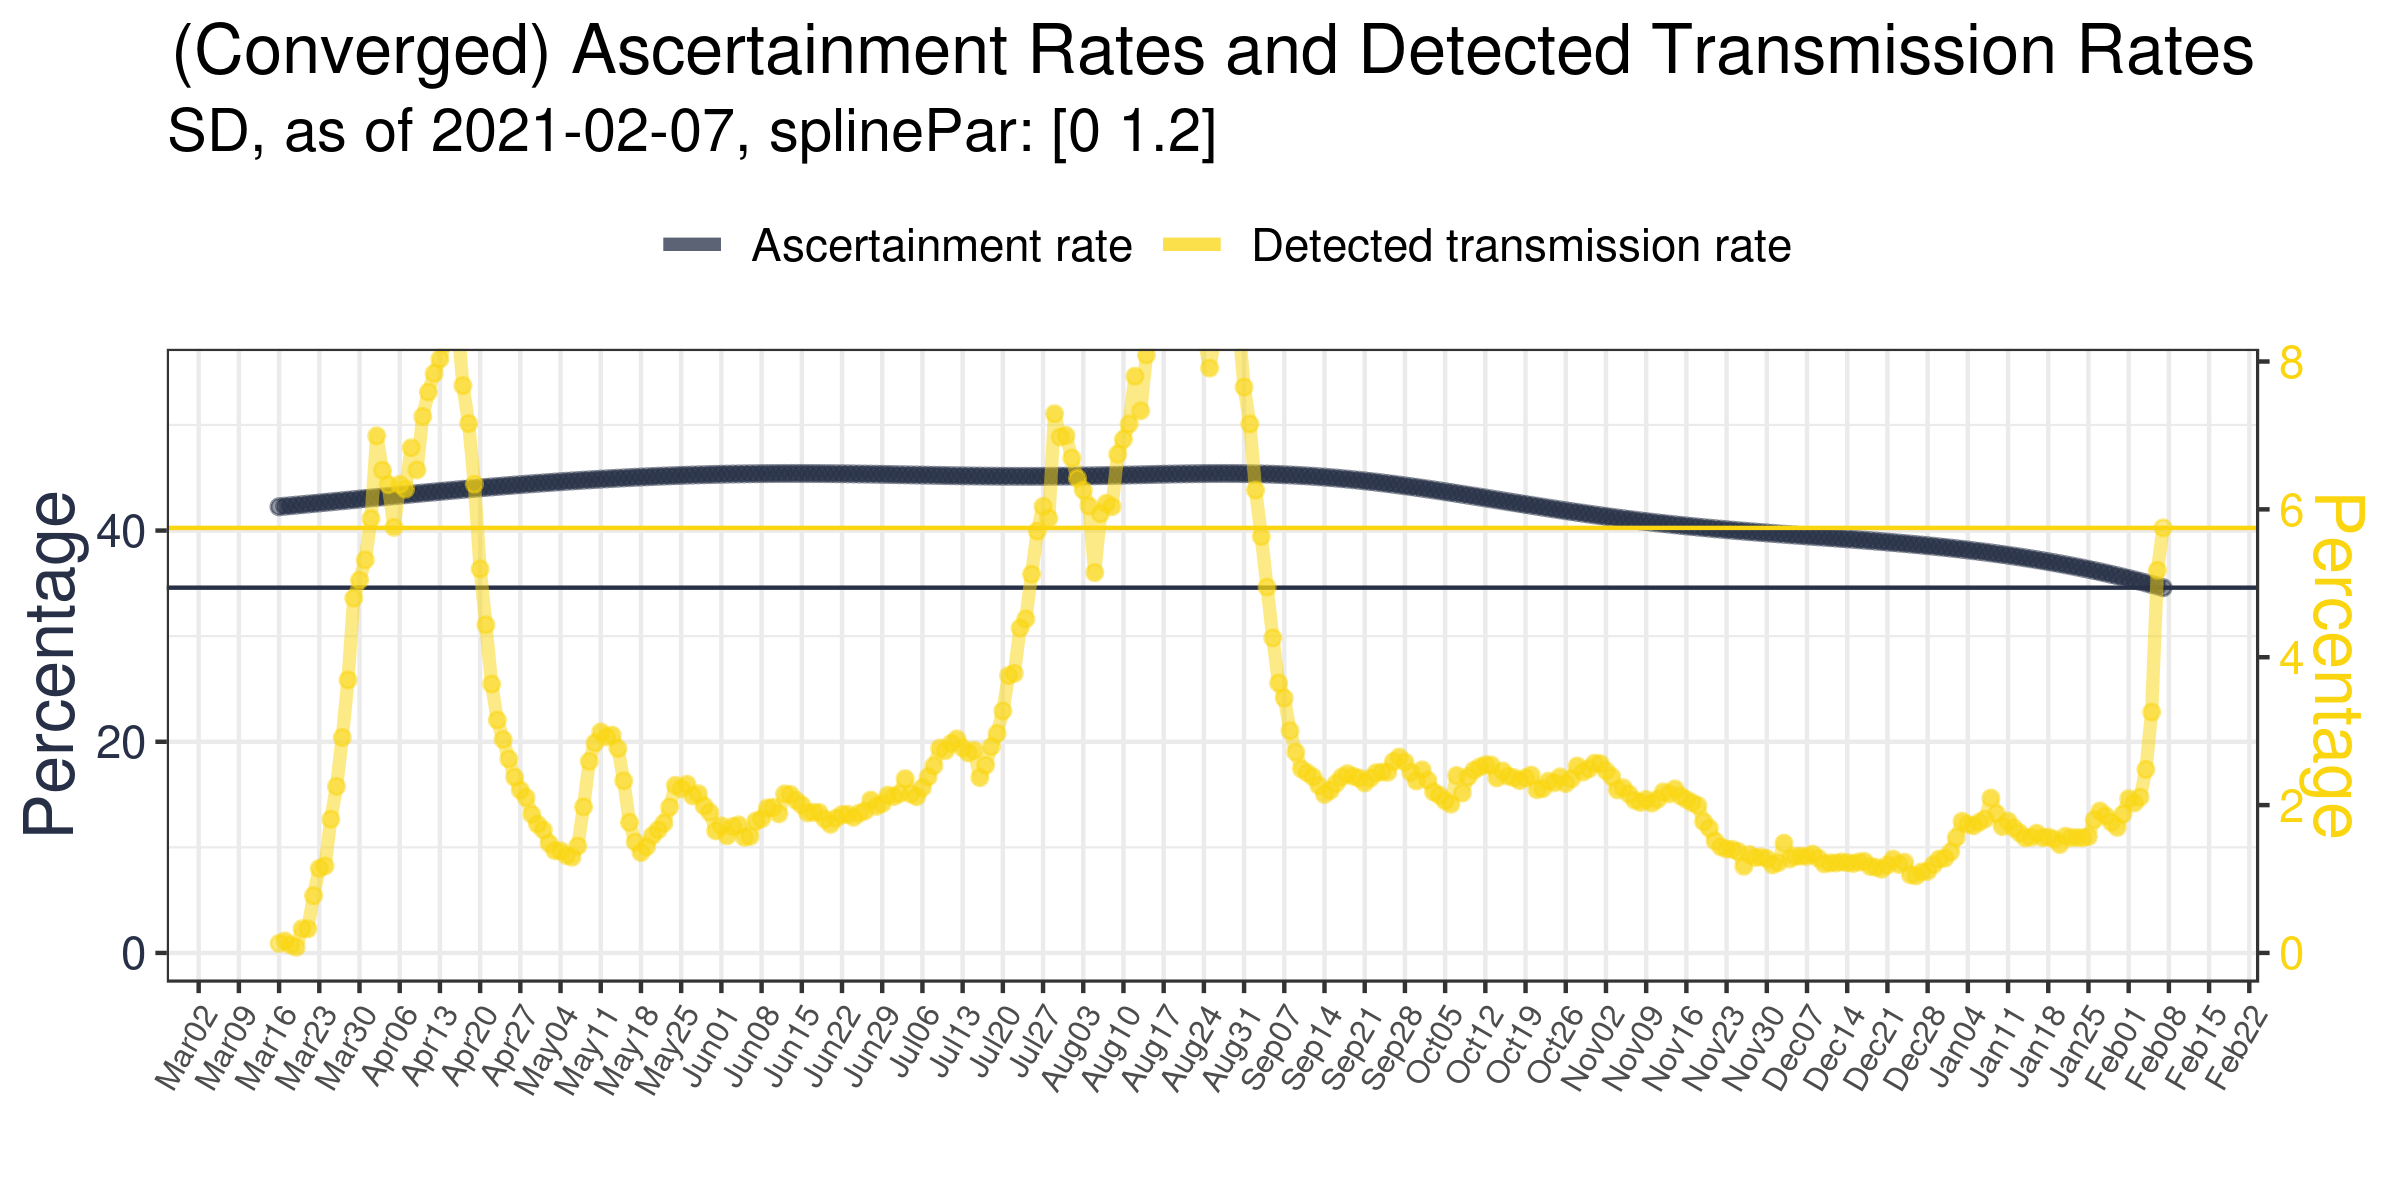 (Converged) Ascertainment Rates and Detected Transmission Rates
SD, as of 2021-02-07, splinePar: [0 1.2]
Ascertainment rate
Detected transmission rate
Percentage
40
20
0
8
6
4
2
0
Percentage
Mar02
Mar09
Mar16
Mar23
Mar30
Apr06
Apr13
Apr20
Apr27
May04
May11
May18
May25
Jun01
Jun08
Jun15
Jun22
Jun29
Jul06
Jul13
Jul20
Jul27
Aug03
Aug10
Aug17
Aug24
Aug31
Sep07
Sep14
Sep21
Sep28
Oct05
Oct12
Oct19
Oct26
Nov02
Nov09
Nov16
Nov23
Nov30
Dec07
Dec14
Dec21
Dec28
Jan04
Jan11
Jan18
Jan25
Feb01
Feb08
Feb15
Feb22